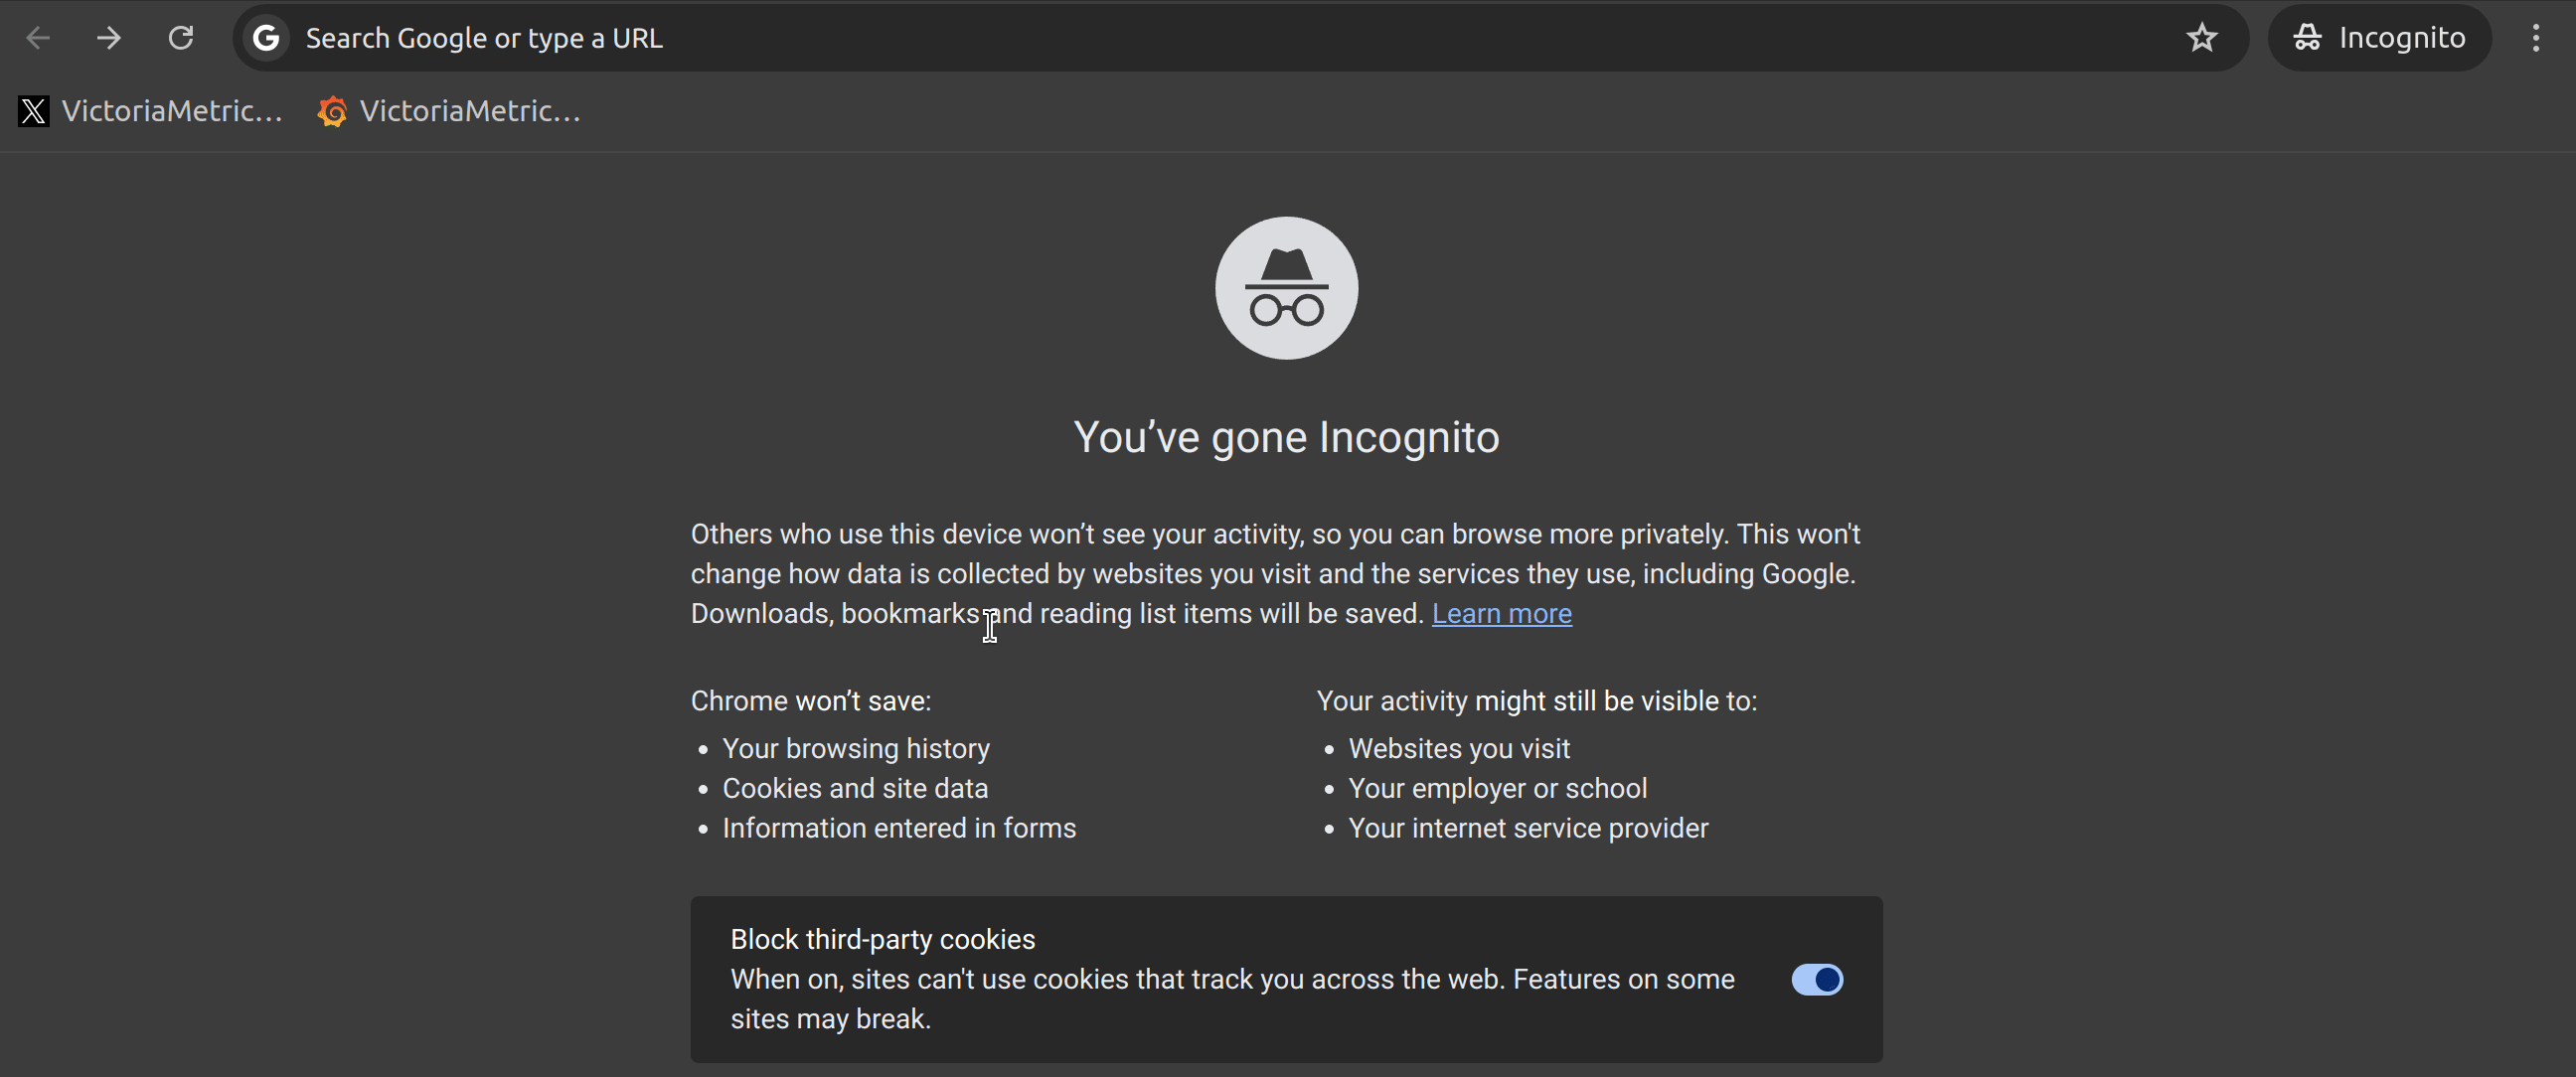 Search Google or type a URL
Incognito
VictoriaMetric...
VictoriaMetric...
You’ve gone Incognito
Others who use this device won’t see your activity, so you can browse more privately. This won't
change how data is collected by websites you visit and the services they use, including Google.
Downloads, bookmarks and reading list items will be saved. Learn more
Chrome won’t save:
• Your browsing history
• Cookies and site data
• Information entered in forms
Your activity might still be visible to:
• Websites you visit
• Your employer or school
• Your internet service provider
Block third-party cookies
When on, sites can't use cookies that track you across the web. Features on some
sites may break.